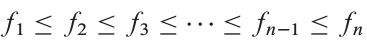 f₁ ≤ f₂ ≤ f₃ ≤ ⋯ ≤ fₙ₋₁ ≤ fₙ